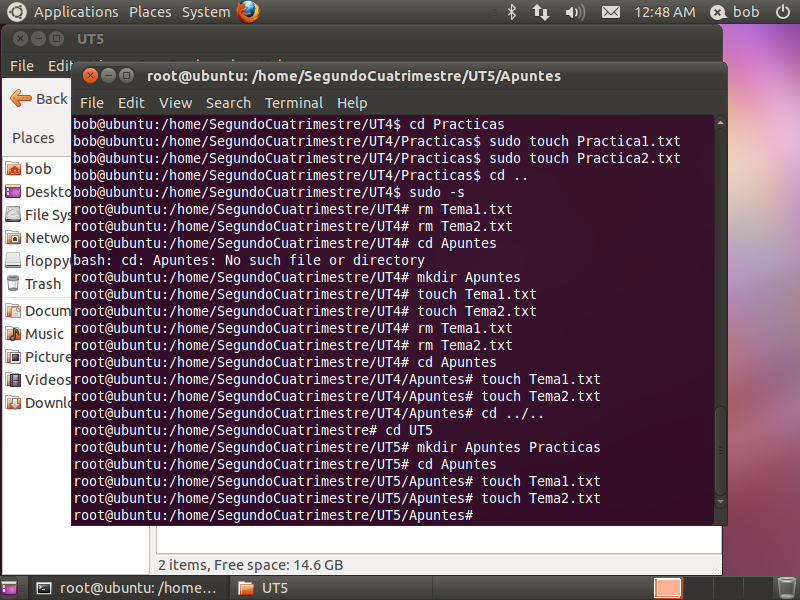 Applications Places System
12:48 AM
bob
UT5
File Edit
Back
Places
bob
Deskto
File Sys
Netwo
floppy
Trash
Docum
Music
Picture
Videos
Downlo
root@ubuntu: /home/SegundoCuatrimestre/UT5/Apuntes
File Edit View Search Terminal Help
bob@ubuntu:/home/SegundoCuatrimestre/UT4$ cd Practicas
bob@ubuntu:/home/SegundoCuatrimestre/UT4/Practicas$ sudo touch Practica1.txt
bob@ubuntu:/home/SegundoCuatrimestre/UT4/Practicas$ sudo touch Practica2.txt
bob@ubuntu:/home/SegundoCuatrimestre/UT4/Practicas$ cd ..
bob@ubuntu:/home/SegundoCuatrimestre/UT4$ sudo -s
root@ubuntu:/home/SegundoCuatrimestre/UT4# rm Tema1.txt
root@ubuntu:/home/SegundoCuatrimestre/UT4# rm Tema2.txt
root@ubuntu:/home/SegundoCuatrimestre/UT4# cd Apuntes
bash: cd: Apuntes: No such file or directory
root@ubuntu:/home/SegundoCuatrimestre/UT4# mkdir Apuntes
root@ubuntu:/home/SegundoCuatrimestre/UT4# touch Tema1.txt
root@ubuntu:/home/SegundoCuatrimestre/UT4# touch Tema2.txt
root@ubuntu:/home/SegundoCuatrimestre/UT4# rm Tema1.txt
root@ubuntu:/home/SegundoCuatrimestre/UT4# rm Tema2.txt
root@ubuntu:/home/SegundoCuatrimestre/UT4# cd Apuntes
root@ubuntu:/home/SegundoCuatrimestre/UT4/Apuntes# touch Tema1.txt
root@ubuntu:/home/SegundoCuatrimestre/UT4/Apuntes# touch Tema2.txt
root@ubuntu:/home/SegundoCuatrimestre/UT4/Apuntes# cd ../..
root@ubuntu:/home/SegundoCuatrimestre# cd UT5
root@ubuntu:/home/SegundoCuatrimestre/UT5# mkdir Apuntes Practicas
root@ubuntu:/home/SegundoCuatrimestre/UT5# cd Apuntes
root@ubuntu:/home/SegundoCuatrimestre/UT5/Apuntes# touch Tema1.txt
root@ubuntu:/home/SegundoCuatrimestre/UT5/Apuntes# touch Tema2.txt
root@ubuntu:/home/SegundoCuatrimestre/UT5/Apuntes#
2 items, Free space: 14.6 GB
root@ubuntu: /home...
UT5